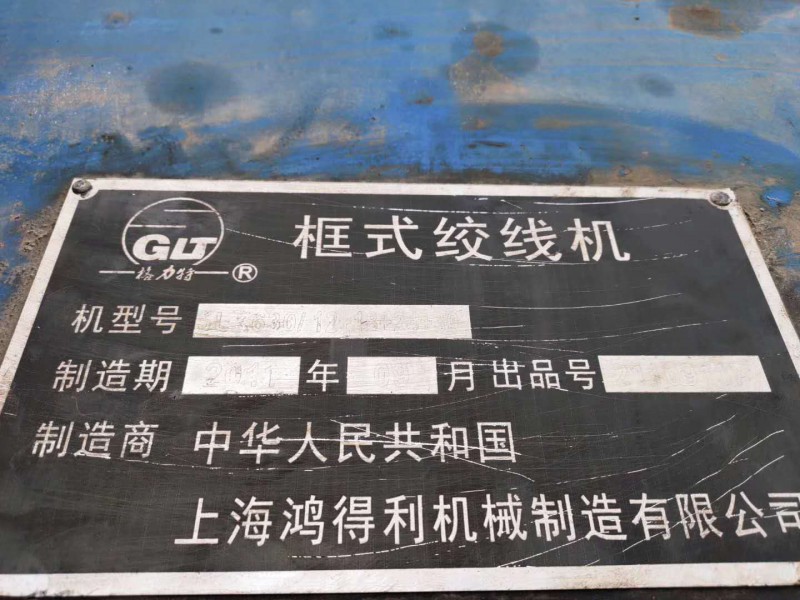 GLT 框式绞线机
格力特 ®
机型号
制造期 年 月 出品号
制造商 中华人民共和国
上海鸿得利机械制造有限公司